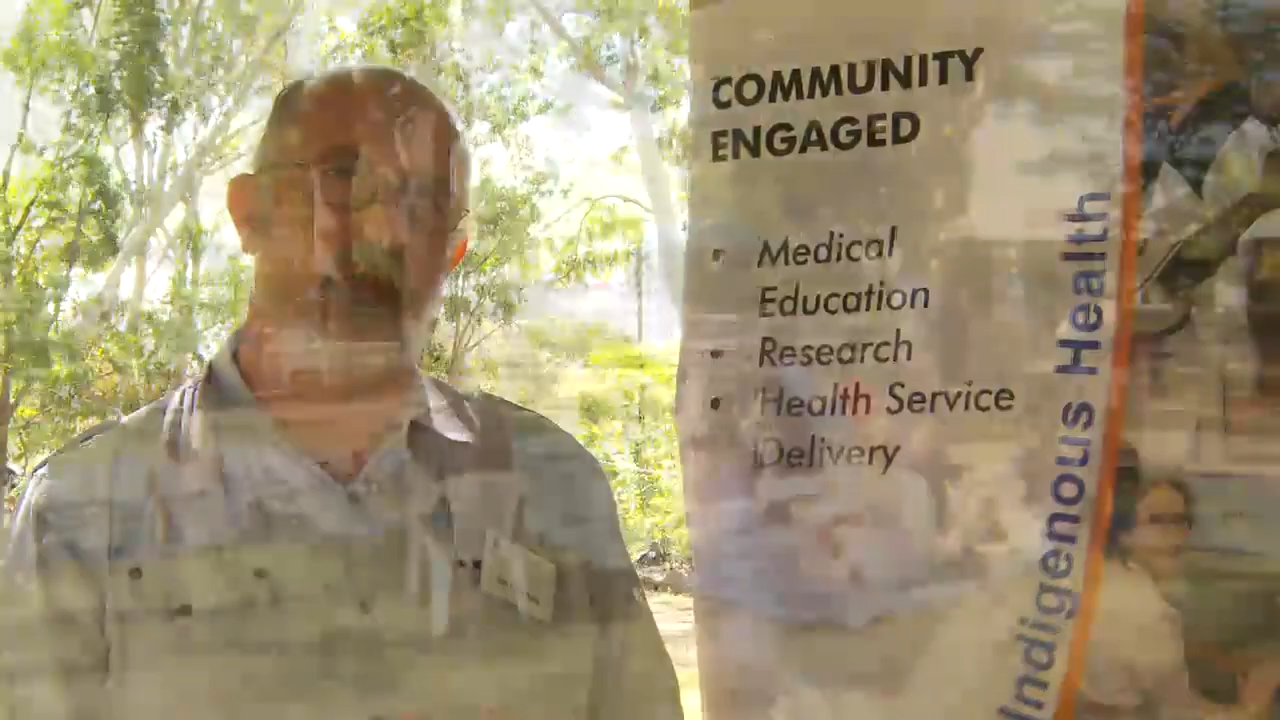 COMMUNITY
ENGAGED
Medical
Education
Research
Health Service
Delivery
Indigenous Health